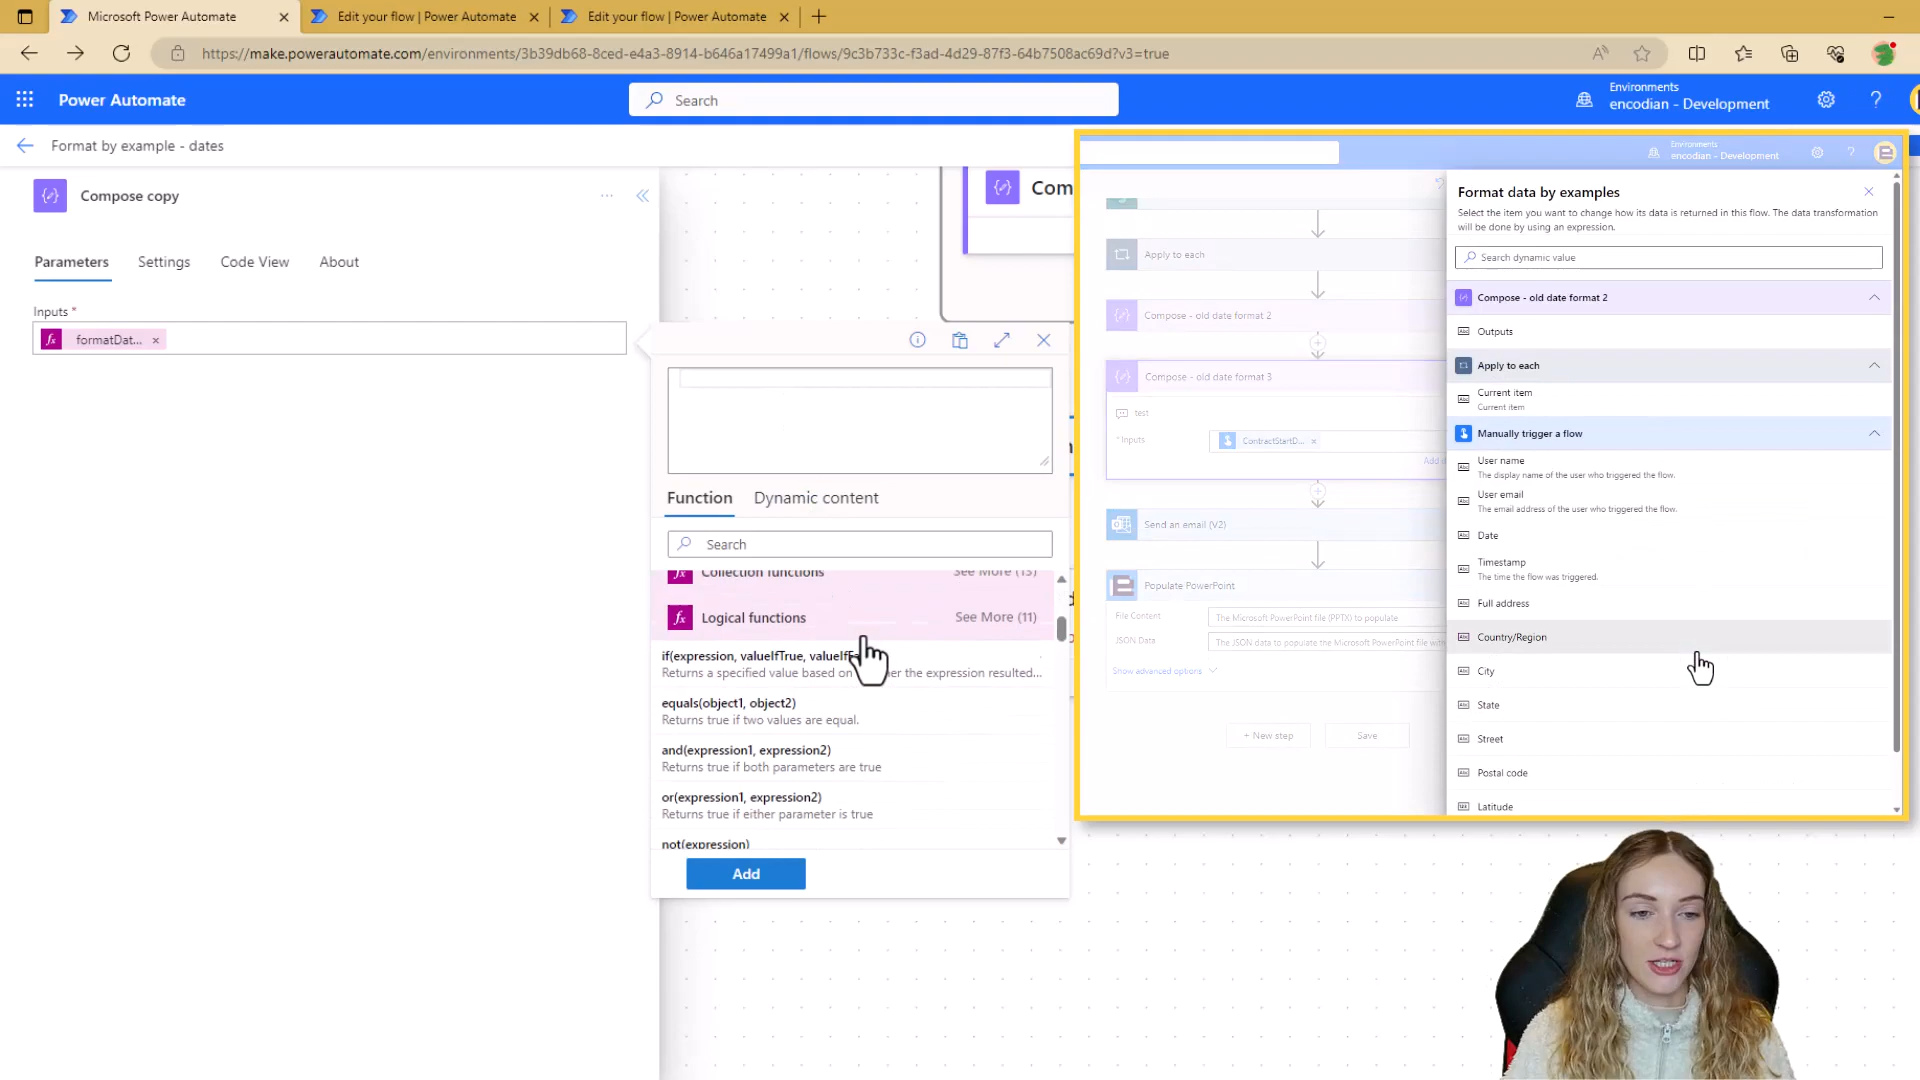 Microsoft Power Automate
Edit your flow | Power Automate
Edit your flow | Power Automate
https://make.powerautomate.com/environments/3b39db68-8ced-e4a3-8914-b646a17499a1/flows/9c3b733c-f3ad-4d29-87f3-64b7508ac69d?v3=true
Power Automate
Search
Environments
encodian - Development
Format by example - dates
Compose copy
Parameters
Settings
Code View
About
Inputs *
formatDat...
Com
Function
Dynamic content
Search
Collection functions
See More (13)
Logical functions
See More (11)
if(expression, valueIfTrue, valueIfF
Returns a specified value based on er the expression resulted...
equals(object1, object2)
Returns true if two values are equal.
and(expression1, expression2)
Returns true if both parameters are true
or(expression1, expression2)
Returns true if either parameter is true
not(expression)
Add
Environments
encodian - Development
Apply to each
Compose - old date format 2
Compose - old date format 3
test
* Inputs
ContractStartD...
Add d
Send an email (V2)
Populate PowerPoint
File Content
The Microsoft PowerPoint file (PPTX) to populate
JSON Data
The JSON data to populate the Microsoft PowerPoint file with
Show advanced options
+ New step
Save
Format data by examples
Select the item you want to change how its data is returned in this flow. The data transformation
will be done by using an expression.
Search dynamic value
Compose - old date format 2
Outputs
Apply to each
Current item
Current item
Manually trigger a flow
User name
The display name of the user who triggered the flow.
User email
The email address of the user who triggered the flow.
Date
Timestamp
The time the flow was triggered.
Full address
Country/Region
City
State
Street
Postal code
Latitude